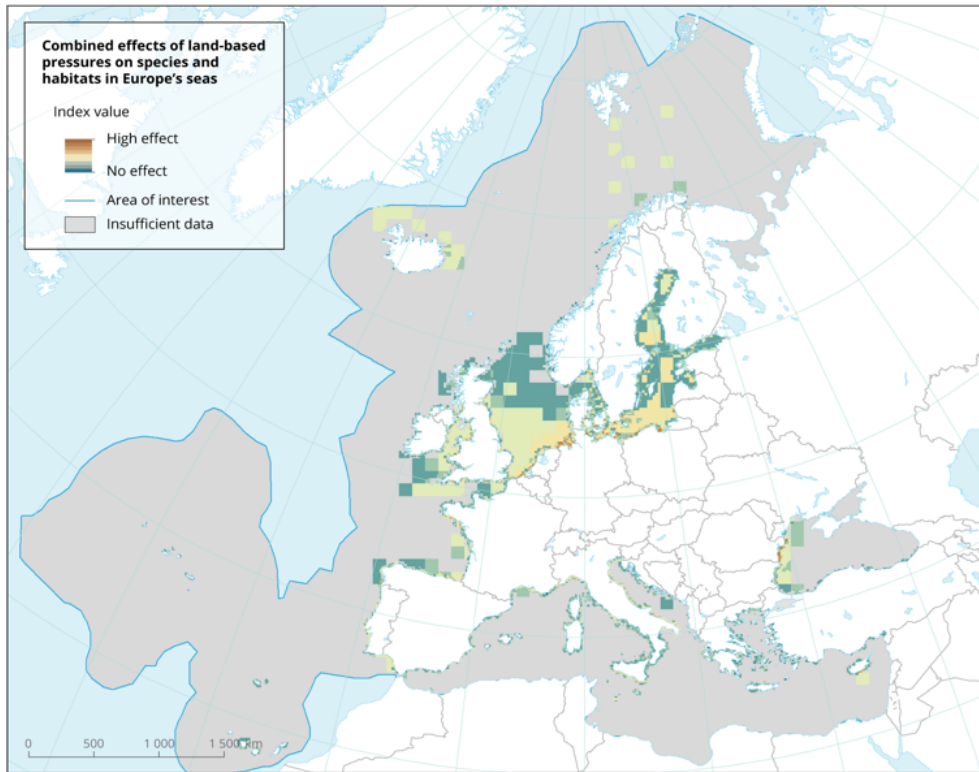 Combined effects of land-based
pressures on species and
habitats in Europe's seas
Index value
High effect
No effect
Area of interest
Insufficient data
0 500 1 000 1 500 km